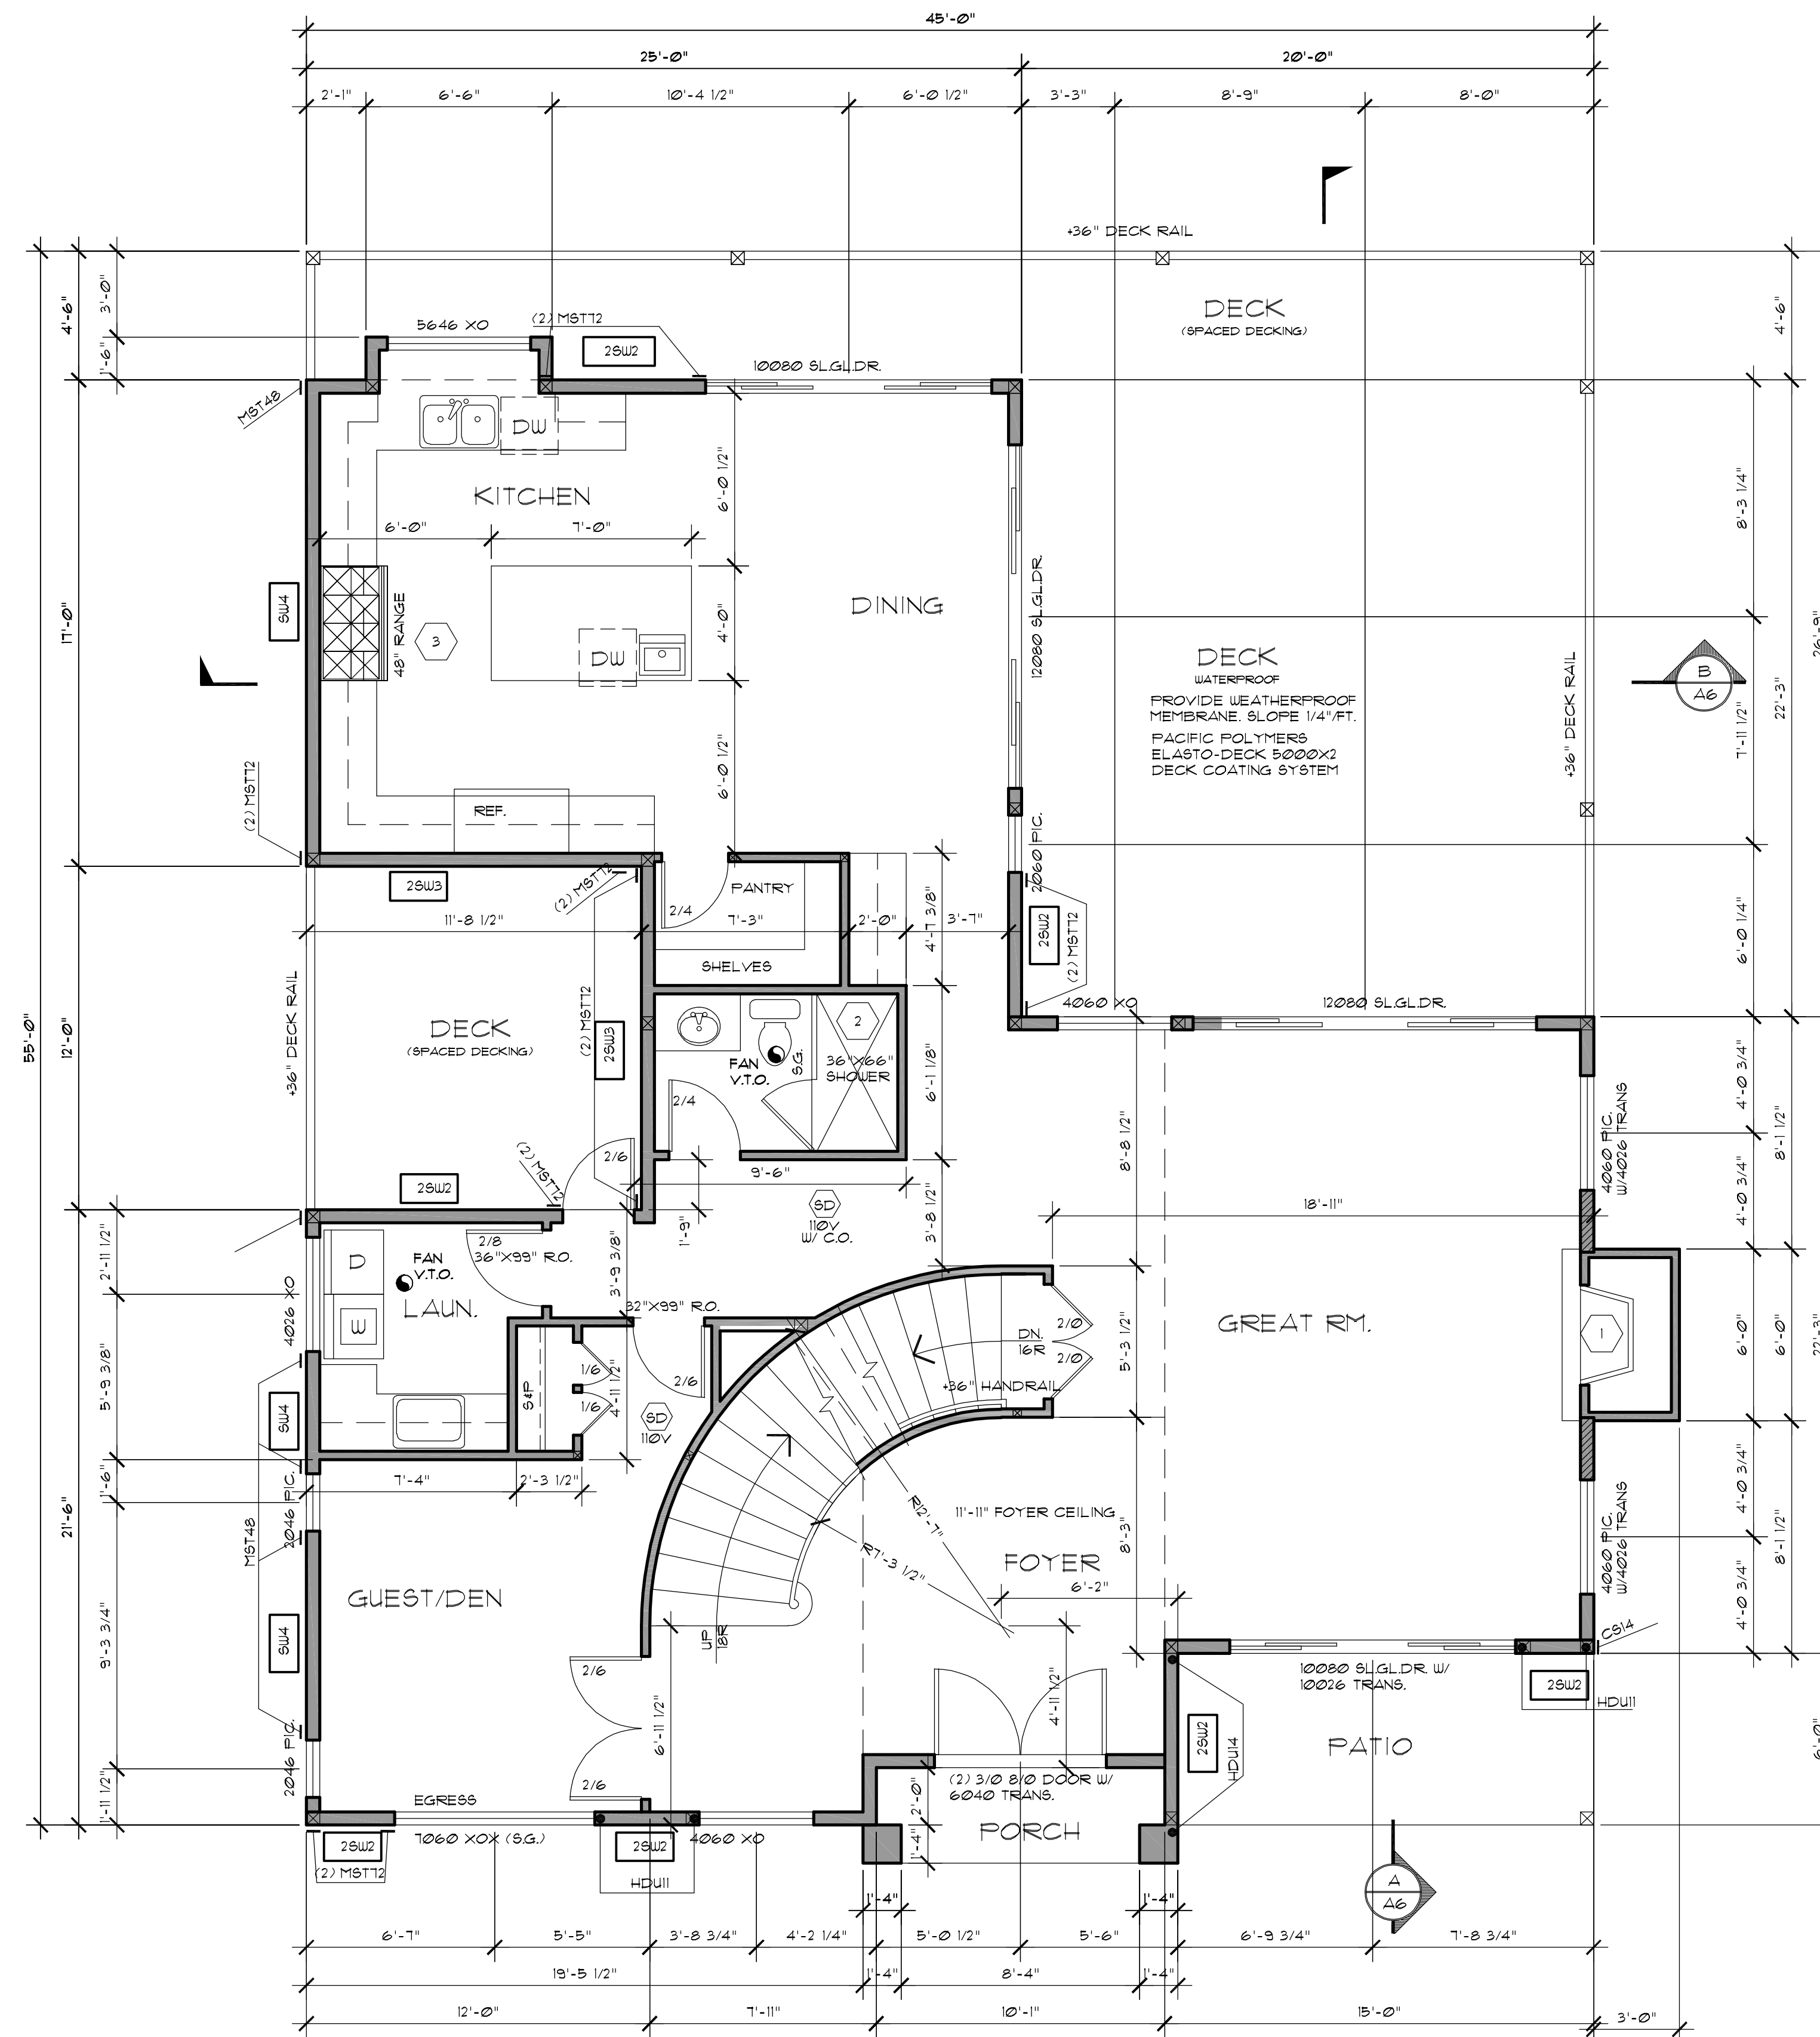 45'-0"
25'-0"
20'-0"
2'-1"
6'-6"
10'-4 1/2"
6'-0 1/2"
3'-3"
8'-9"
8'-0"
+36" DECK RAIL
DECK
(SPACED DECKING)
4'-6"
3'-0"
1'-6"
4'-6"
5646 XO
(2) MST72
2SW2
10080 SL.GL.DR.
MST48
DW
KITCHEN
6'-0 1/2"
6'-0"
7'-0"
8'-3 1/4"
SW4
48" RANGE
3
4'-0"
DW
DINING
12080 SL.GL.DR.
17'-0"
DECK
WATERPROOF
PROVIDE WEATHERPROOF
MEMBRANE. SLOPE 1/4"/FT.
PACIFIC POLYMERS
ELASTO-DECK 5000X2
DECK COATING SYSTEM
+36" DECK RAIL
B
A6
7'-11 1/2"
22'-3"
26'-9"
6'-0 1/2"
(2) MST72
REF.
2060 PIC.
2SW3
(2) MST72
PANTRY
2/4
11'-8 1/2"
7'-3"
2'-0"
3'-7"
4'-7 3/8"
SHELVES
2SW2
(2) MST72
6'-0 1/4"
4060 XO
12080 SL.GL.DR.
55'-0"
12'-0"
+36" DECK RAIL
DECK
(SPACED DECKING)
(2) MST72
2SW3
2
FAN
V.T.O.
S.G.
36"X66"
SHOWER
2/4
6'-1 1/8"
8'-8 1/2"
4'-0 3/4"
4060 PIC.
W/4026 TRANS
8'-1 1/2"
4'-0 3/4"
2/6
(2) MST72
2SW2
9'-6"
SD
110V
W/ C.O.
1'-9"
3'-8 1/2"
18'-11"
2'-11 1/2"
D
FAN
V.T.O.
2/8
36"X99" R.O.
3'-9 3/8"
LAUN.
W
4026 XO
32"X99" R.O.
2/0
DN.
16R
2/0
5'-3 1/2"
GREAT RM.
1
6'-0"
6'-0"
22'-3"
5'-9 3/8"
SW4
S&P
1/6
1/6
4'-11 1/2"
2/6
SD
110V
+36" HANDRAIL
7'-4"
2'-3 1/2"
1'-6"
2046 PIC.
MST48
21'-6"
R12'-7"
R7'-3 1/2"
11'-11" FOYER CEILING
FOYER
8'-3"
6'-2"
4'-0 3/4"
4060 PIC.
W/4026 TRANS
8'-1 1/2"
4'-0 3/4"
GUEST/DEN
9'-3 3/4"
SW4
UP
18R
CS14
2/6
6'-11 1/2"
4'-11 1/2"
10080 SL.GL.DR. W/
10026 TRANS.
2SW2
HDU11
2SW2
HDU14
PATIO
6'-0"
2046 PIC.
1'-11 1/2"
2/6
EGRESS
(2) 3/0 8/0 DOOR W/
6040 TRANS.
2'-0"
PORCH
1'-4"
7060 XOX (S.G.)
4060 XO
2SW2
2SW2
(2) MST72
HDU11
A
A6
1'-4"
1'-4"
6'-7"
5'-5"
3'-8 3/4"
4'-2 1/4"
5'-0 1/2"
5'-6"
6'-9 3/4"
7'-8 3/4"
19'-5 1/2"
1'-4"
8'-4"
1'-4"
12'-0"
7'-11"
10'-1"
15'-0"
3'-0"